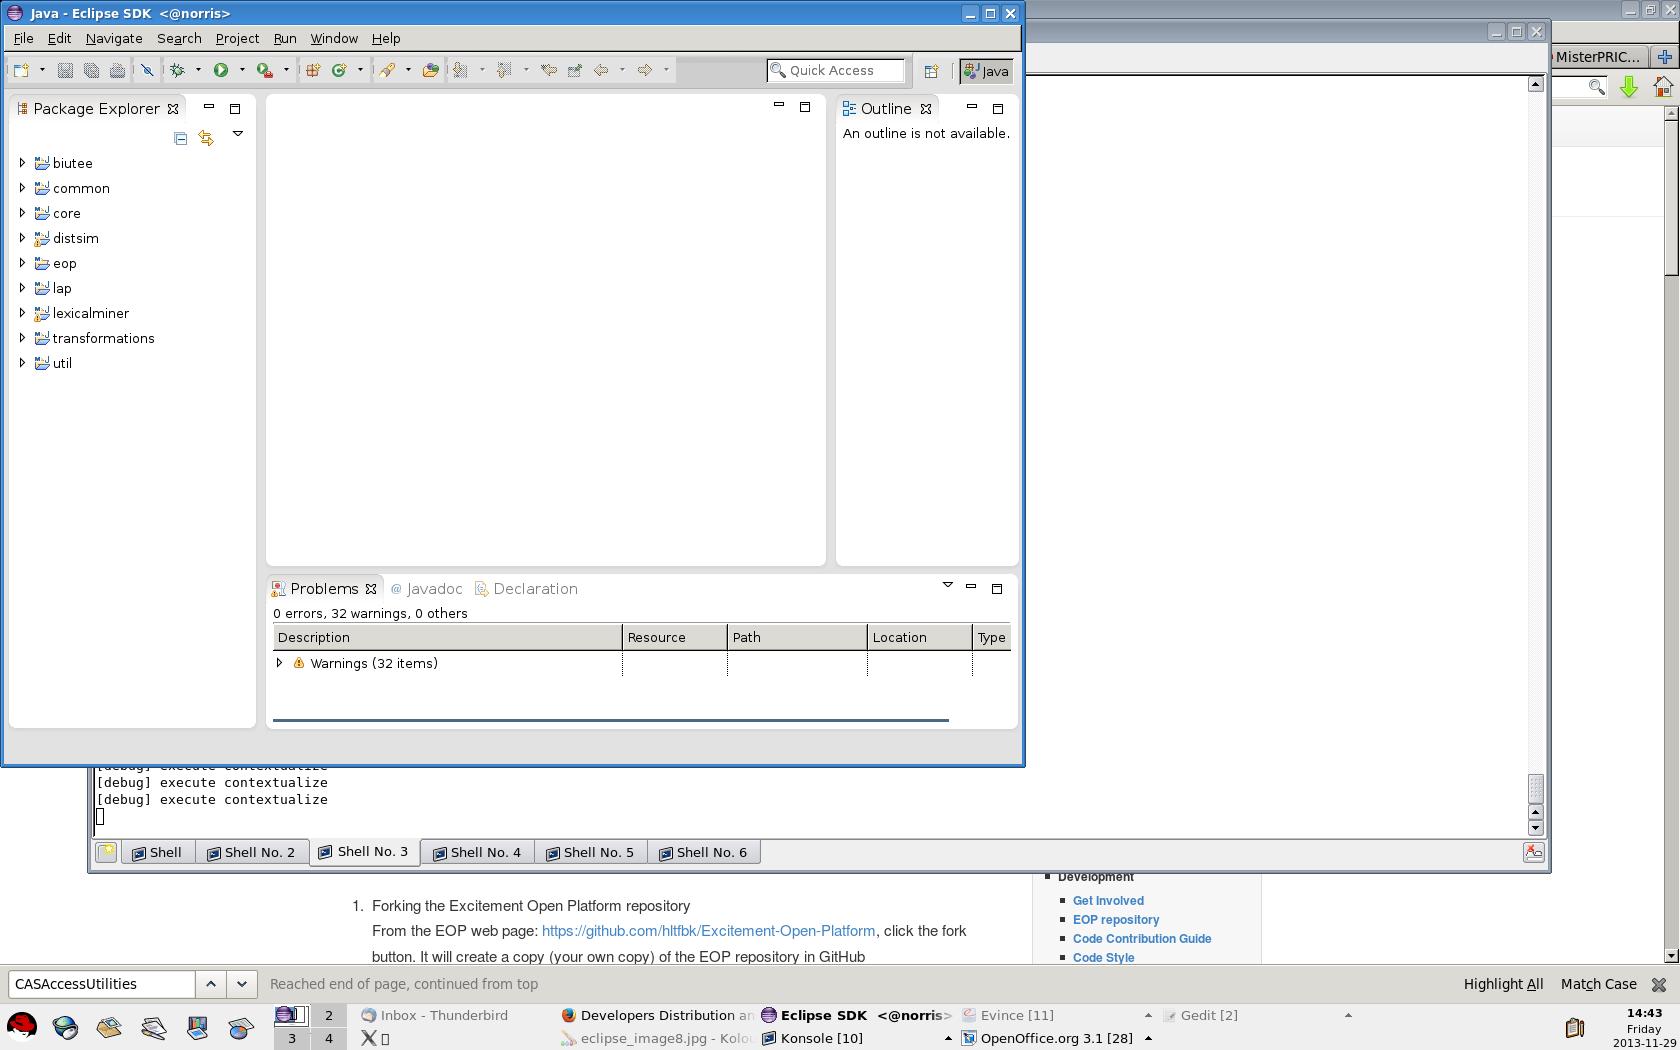 Java - Eclipse SDK <@norris>
File Edit Navigate Search Project Run Window Help
Quick Access
Java
MisterPRIC...
Package Explorer
Outline
An outline is not available.
biutee
common
core
distsim
eop
lap
lexicalminer
transformations
util
Problems @ Javadoc Declaration
0 errors, 32 warnings, 0 others
Description Resource Path Location Type
Warnings (32 items)
[debug] execute contextualize
[debug] execute contextualize
[debug] execute contextualize
Shell Shell No. 2 Shell No. 3 Shell No. 4 Shell No. 5 Shell No. 6
Development
Get Involved
EOP repository
Code Contribution Guide
Code Style
1. Forking the Excitement Open Platform repository
From the EOP web page: https://github.com/hltfbk/Excitement-Open-Platform, click the fork
button. It will create a copy (your own copy) of the EOP repository in GitHub
CASAccessUtilities Reached end of page, continued from top Highlight All Match Case
2 Inbox - Thunderbird Developers Distribution an Eclipse SDK <@norris> Evince [11] Gedit [2]
3 4 X eclipse_image8.jpg - Kolou Konsole [10] OpenOffice.org 3.1 [28]
14:43
Friday
2013-11-29